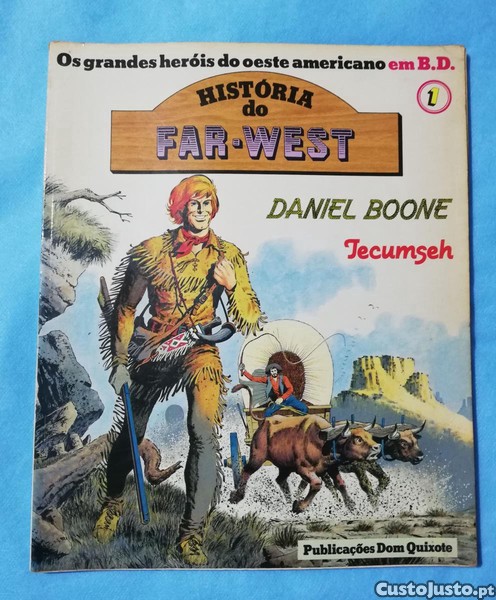 Os grandes heróis do oeste americano em B.D.
1
HISTÓRIA
do
FAR-WEST
DANIEL BOONE
Tecumseh
Publicações Dom Quixote
CustoJusto.pt